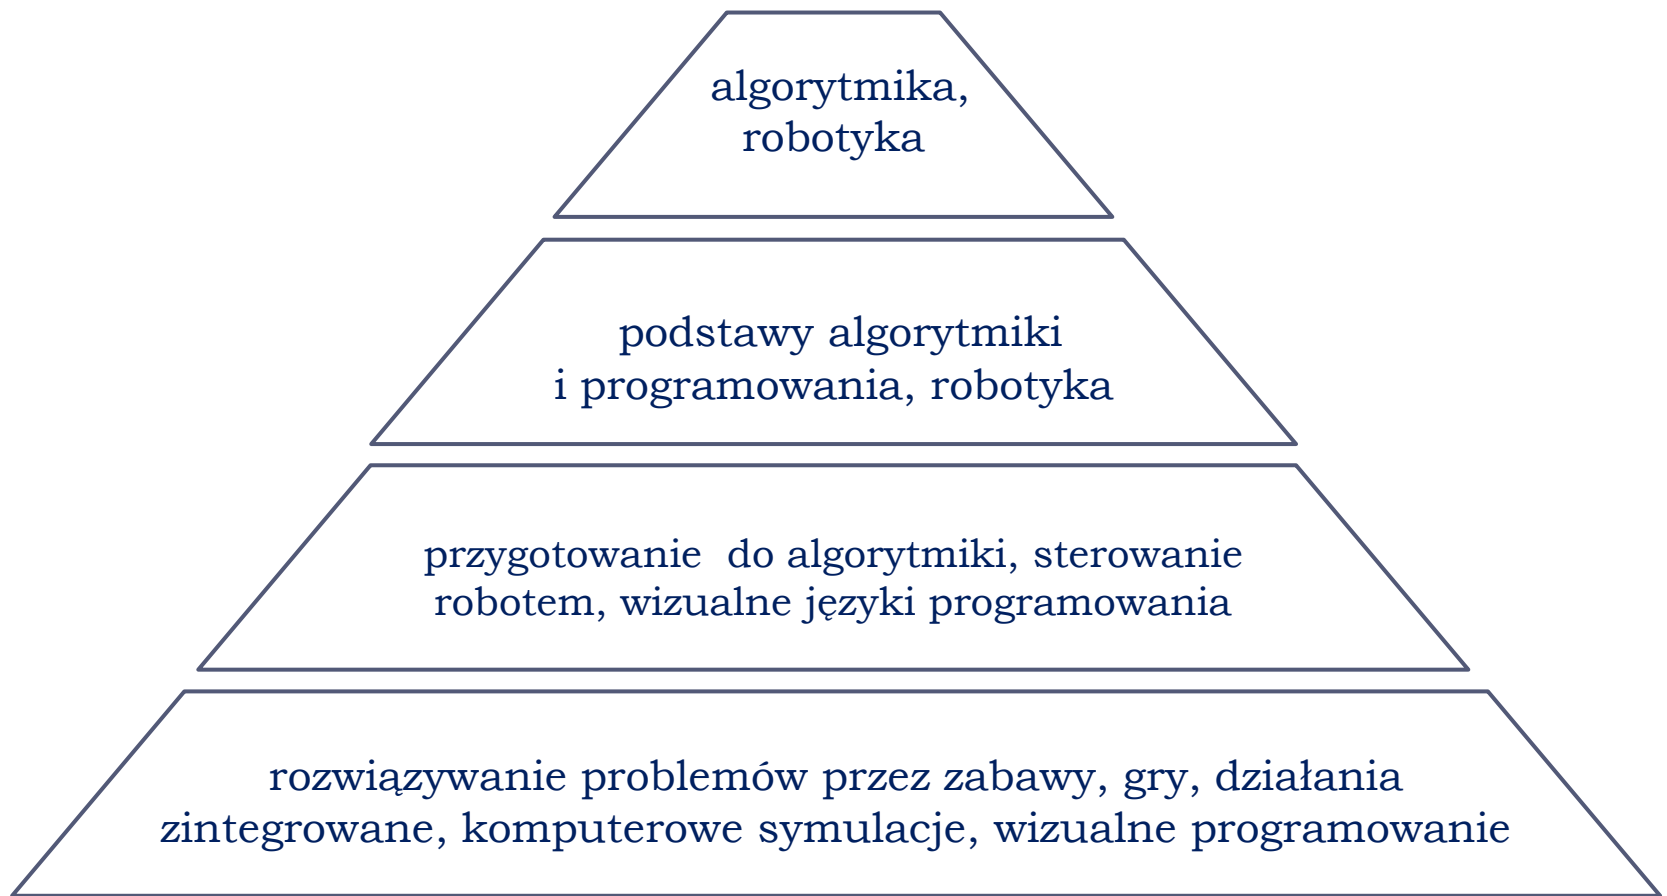 algorytmika,
robotyka
podstawy algorytmiki
i programowania, robotyka
przygotowanie  do algorytmiki, sterowanie
robotem, wizualne języki programowania
rozwiązywanie problemów przez zabawy, gry, działania
zintegrowane, komputerowe symulacje, wizualne programowanie